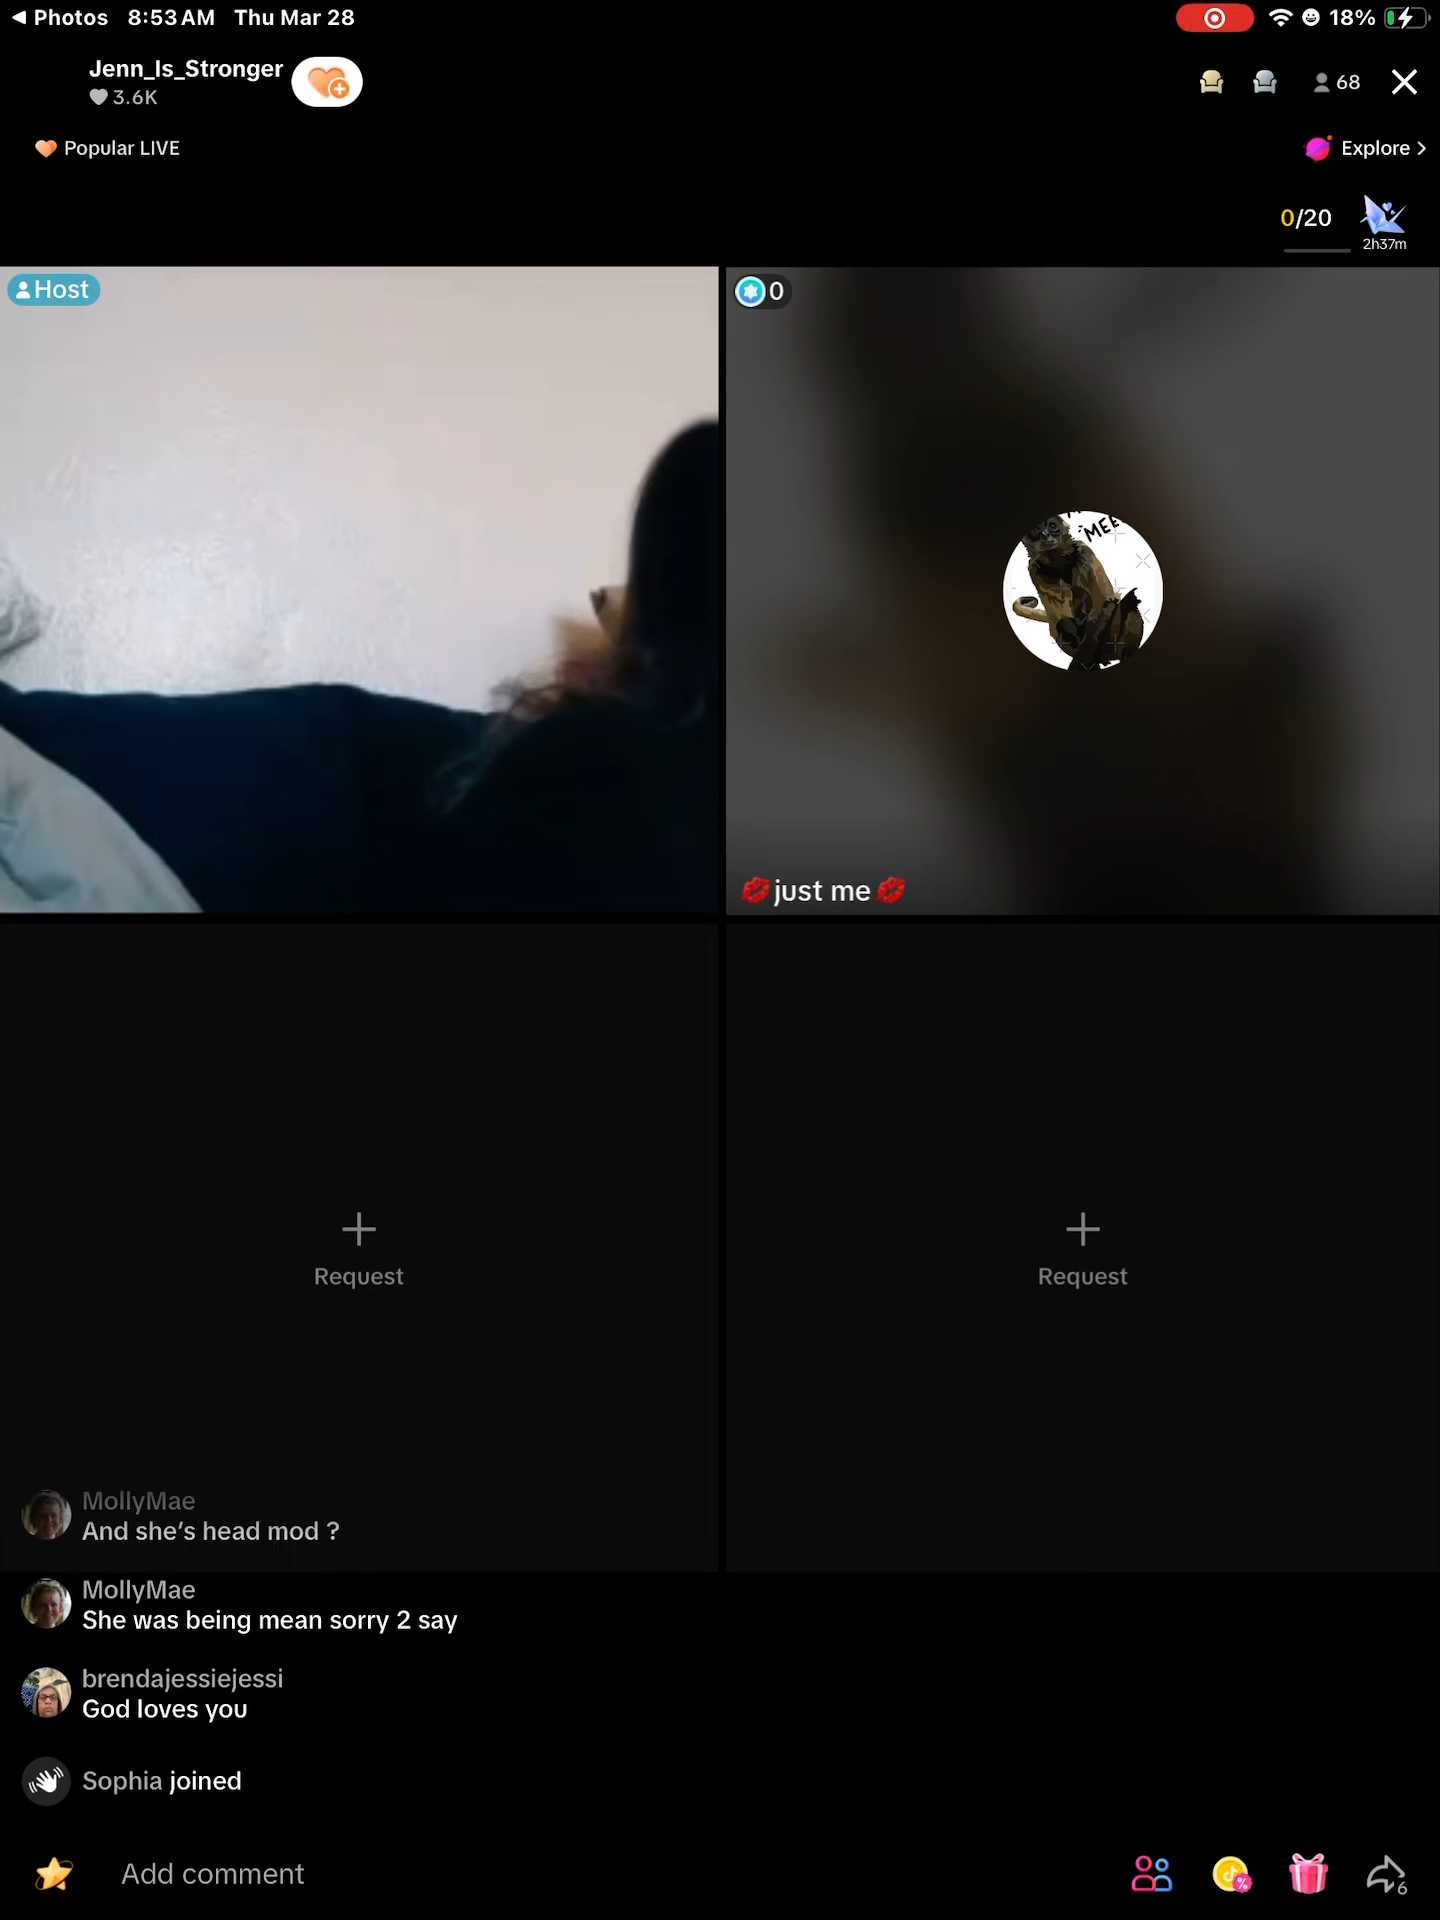 Photos 8:53 AM Thu Mar 28
18%
Jenn_Is_Stronger
3.6K
68
Popular LIVE
Explore
0/20
2h37m
Host
0
MEE
just me
Request
Request
MollyMae
And she's head mod ?
MollyMae
She was being mean sorry 2 say
brendajessiejessi
God loves you
Sophia joined
Add comment
6